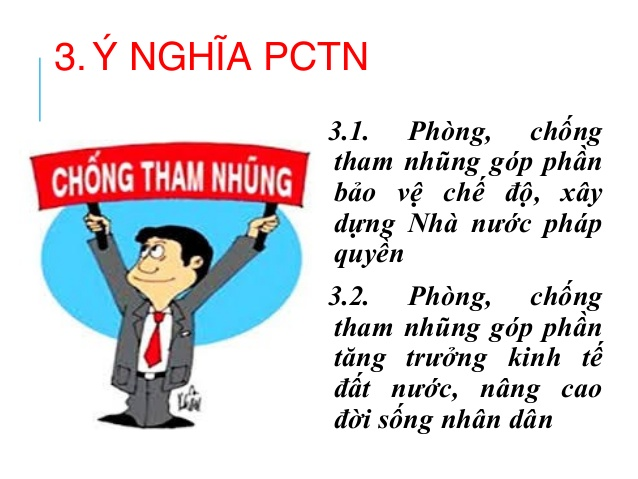 3. Ý NGHĨA PCTN
CHỐNG THAM NHŨNG
3.1. Phòng, chống
tham nhũng góp phần
bảo vệ chế độ, xây
dựng Nhà nước pháp
quyền
3.2. Phòng, chống
tham nhũng góp phần
tăng trưởng kinh tế
đất nước, nâng cao
đời sống nhân dân